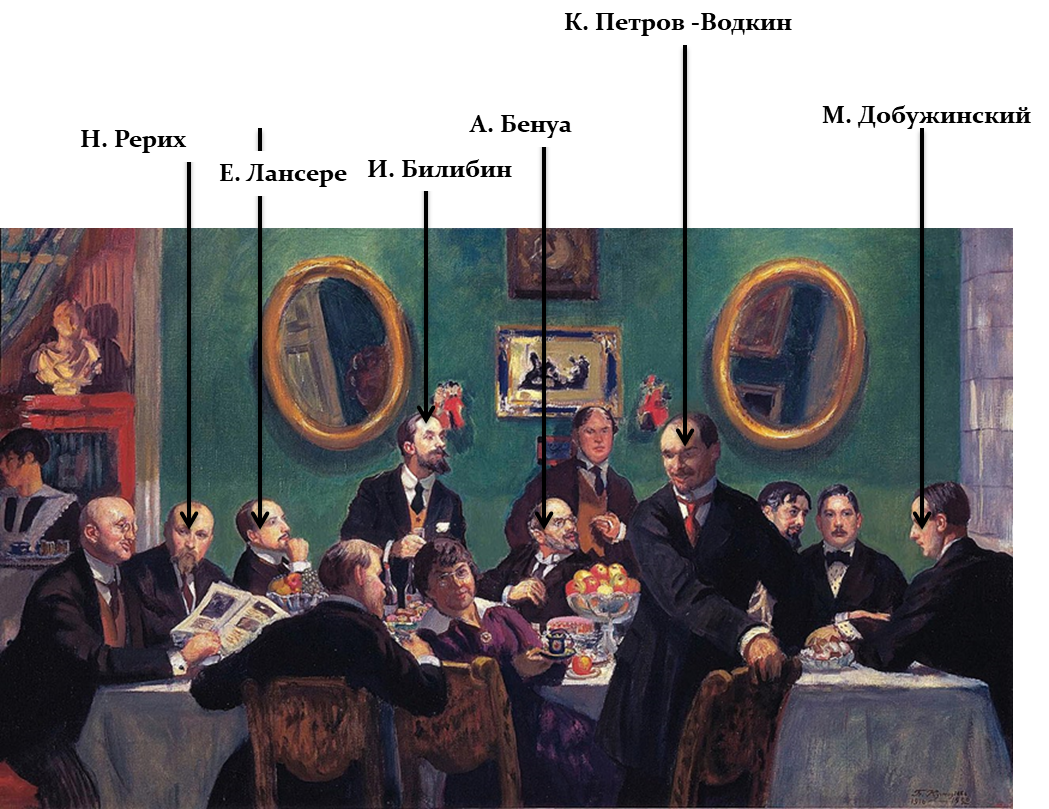 К. Петров -Водкин
М. Добужинский
А. Бенуа
Н. Рерих
Е. Лансере
И. Билибин